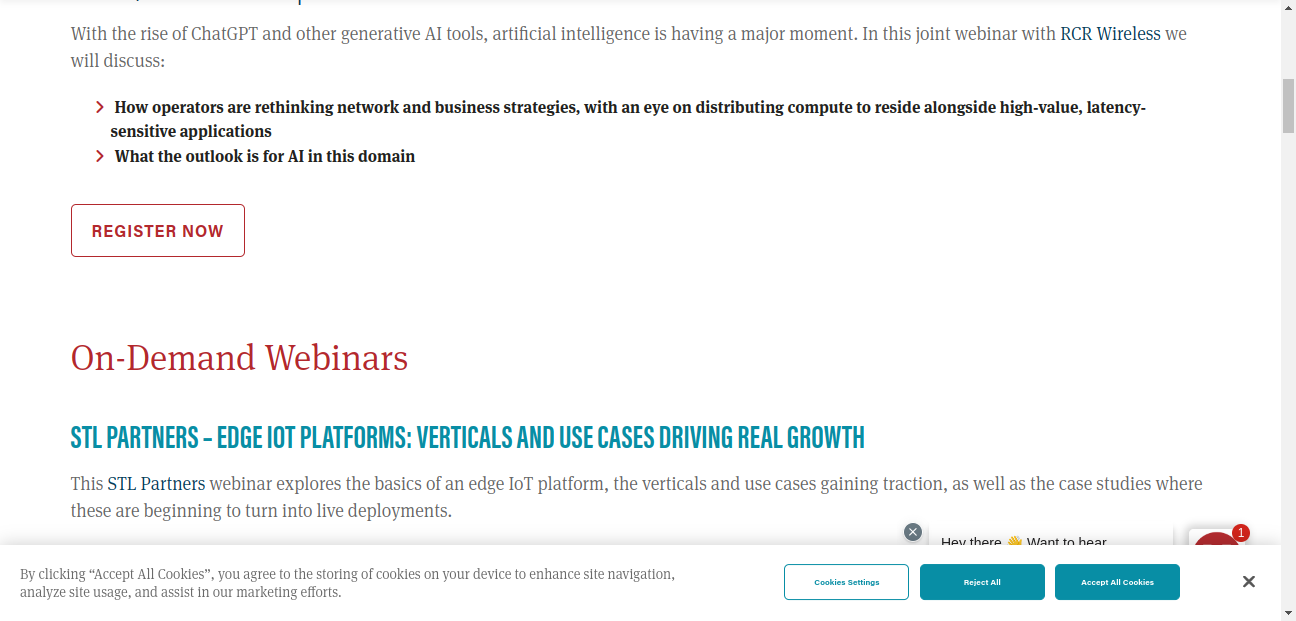 With the rise of ChatGPT and other generative AI tools, artificial intelligence is having a major moment. In this joint webinar with RCR Wireless we
will discuss:
How operators are rethinking network and business strategies, with an eye on distributing compute to reside alongside high-value, latency-
sensitive applications
What the outlook is for AI in this domain
REGISTER NOW
On-Demand Webinars
STL PARTNERS – EDGE IOT PLATFORMS: VERTICALS AND USE CASES DRIVING REAL GROWTH
This STL Partners webinar explores the basics of an edge IoT platform, the verticals and use cases gaining traction, as well as the case studies where
these are beginning to turn into live deployments.
Hey there 👋 Want to hear
1
By clicking “Accept All Cookies”, you agree to the storing of cookies on your device to enhance site navigation,
analyze site usage, and assist in our marketing efforts.
Cookies Settings
Reject All
Accept All Cookies